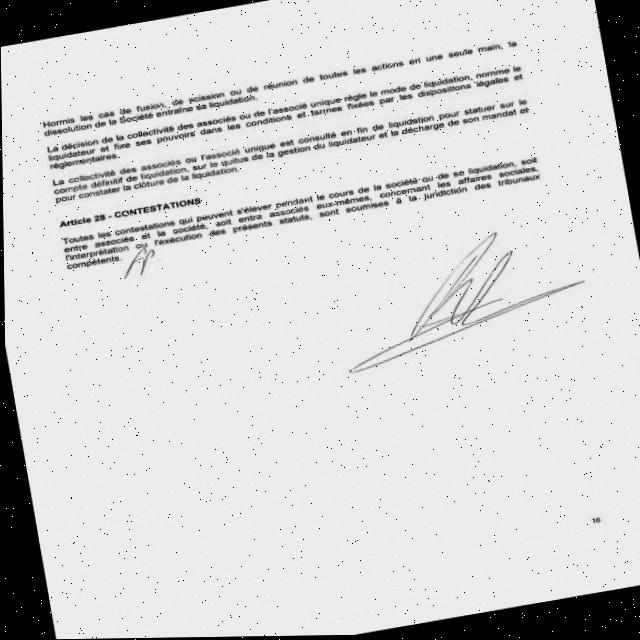 Hormis les cas de fusion, de scission ou de réunion de toutes les actions en une seule main, la
dissolution de la Société entraîne sa liquidation.
La décision de la collectivité des associés ou de l'associé unique règle le mode de liquidation, nomme le
liquidateur et fixe ses pouvoirs dans les conditions et termes fixées par les dispositions légales et
réglementaires.
La collectivité des associés ou l'associé unique est consulté en fin de liquidation pour statuer sur le
compte définitif de liquidation, sur le quitus de la gestion du liquidateur et la décharge de son mandat et
pour constater la clôture de la liquidation.
Article 28 - CONTESTATIONS
Toutes les contestations qui peuvent s'élever pendant le cours de la société ou de se liquidation, soit
entre associés et la société, soit entra associés eux-mêmes, concernant les affaires sociales,
l'interprétation ou l'exécution des présents statuts, sont soumises à la juridiction des tribunaux
compétents.
16